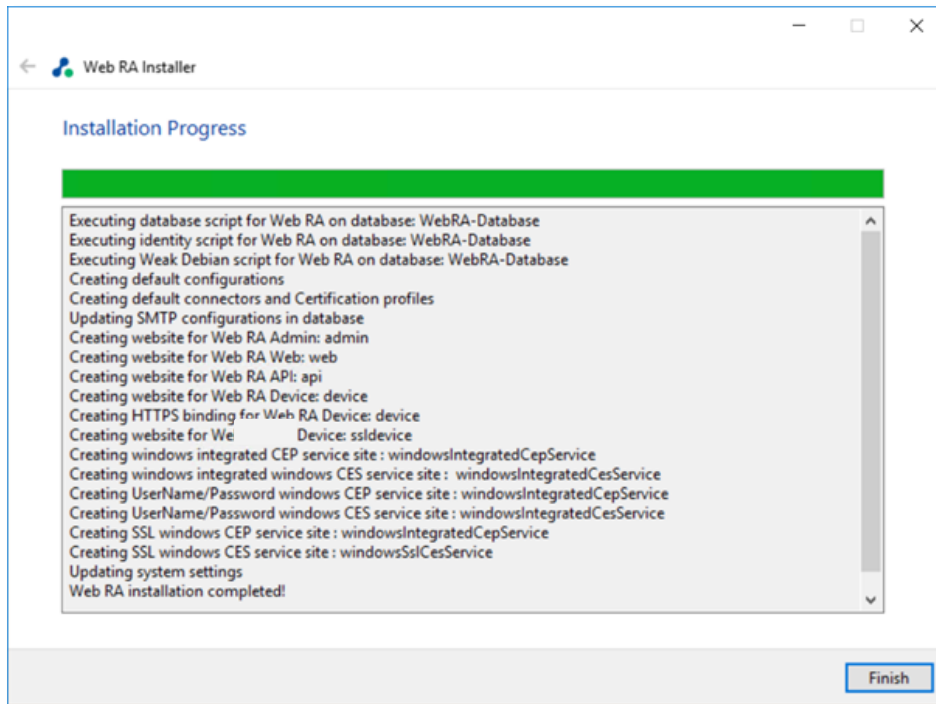 Web RA Installer
Installation Progress
Executing database script for Web RA on database: WebRA-Database
Executing identity script for Web RA on database: WebRA-Database
Executing Weak Debian script for Web RA on database: WebRA-Database
Creating default configurations
Creating default connectors and Certification profiles
Updating SMTP configurations in database
Creating website for Web RA Admin: admin
Creating website for Web RA Web: web
Creating website for Web RA API: api
Creating website for Web RA Device: device
Creating HTTPS binding for Web RA Device: device
Creating website for We Device: ssldevice
Creating windows integrated CEP service site : windowsIntegratedCepService
Creating windows integrated windows CES service site :  windowsIntegratedCesService
Creating UserName/Password windows CEP service site : windowsIntegratedCepService
Creating UserName/Password windows CES service site : windowsIntegratedCesService
Creating SSL windows CEP service site : windowsIntegratedCepService
Creating SSL windows CES service site : windowsSslCesService
Updating system settings
Web RA installation completed!
Finish